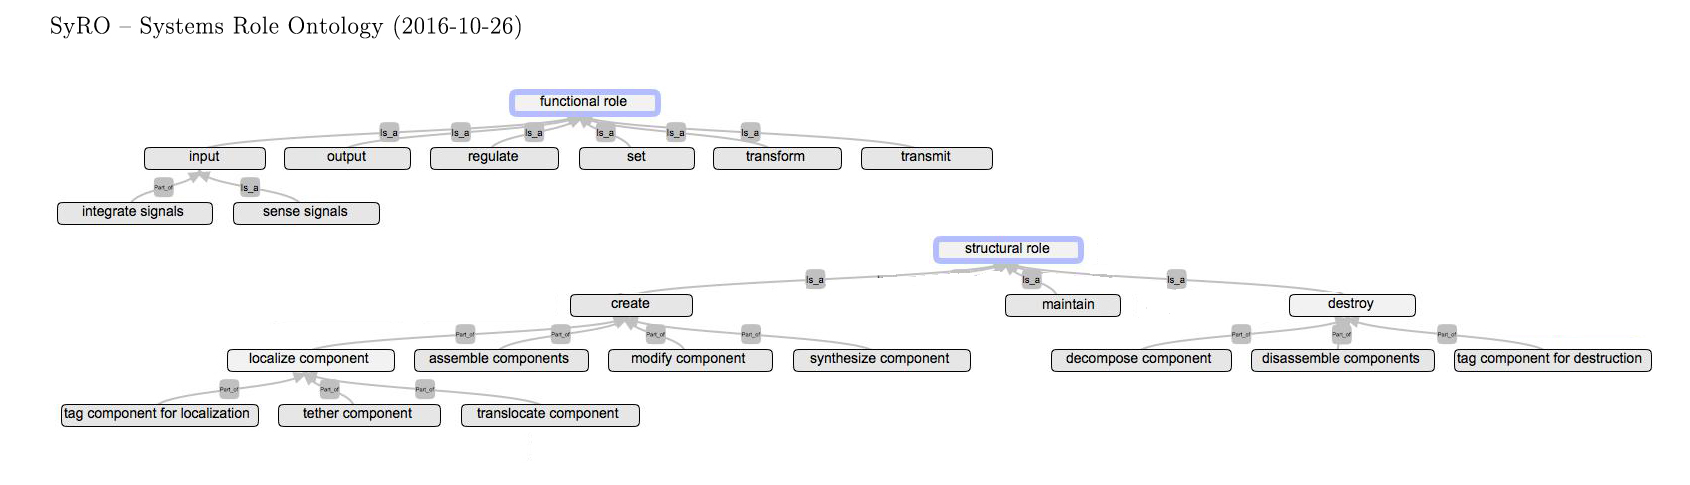 SyRO – Systems Role Ontology (2016-10-26)
functional role
Is_a Is_a Is_a Is_a Is_a Is_a
input output regulate set transform transmit
Part_of Is_a
integrate signals sense signals
structural role
Is_a Is_a Is_a
create maintain destroy
Part_of Part_of Part_of Part_of Part_of Part_of Part_of
localize component assemble components modify component synthesize component decompose component disassemble components tag component for destruction
Part_of Part_of Part_of
tag component for localization tether component translocate component